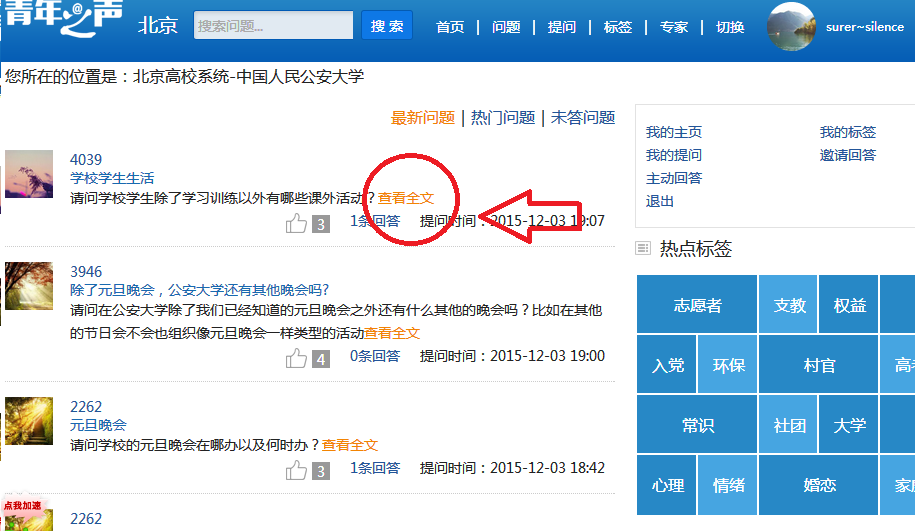 青年之声
北京
搜索问题...
搜 索
首页 | 问题 | 提问 | 标签 | 专家 | 切换
surer~silence
您所在的位置是：北京高校系统-中国人民公安大学
最新问题 | 热门问题 | 未答问题
4039
学校学生生活
请问学校学生除了学习训练以外有哪些课外活动？查看全文
3 1条回答 提问时间：2015-12-03 19:07
3946
除了元旦晚会，公安大学还有其他晚会吗?
请问在公安大学除了我们已经知道的元旦晚会之外还有什么其他的晚会吗？比如在其他
的节日会不会也组织像元旦晚会一样类型的活动查看全文
4 0条回答 提问时间：2015-12-03 19:00
2262
元旦晚会
请问学校的元旦晚会在哪办以及何时办？查看全文
3 1条回答 提问时间：2015-12-03 18:42
点我加速
2262
我的主页 我的标签
我的提问 邀请回答
主动回答
退出
热点标签
志愿者 支教 权益
入党 环保 村官 高考
常识 社团 大学
心理 情绪 婚恋